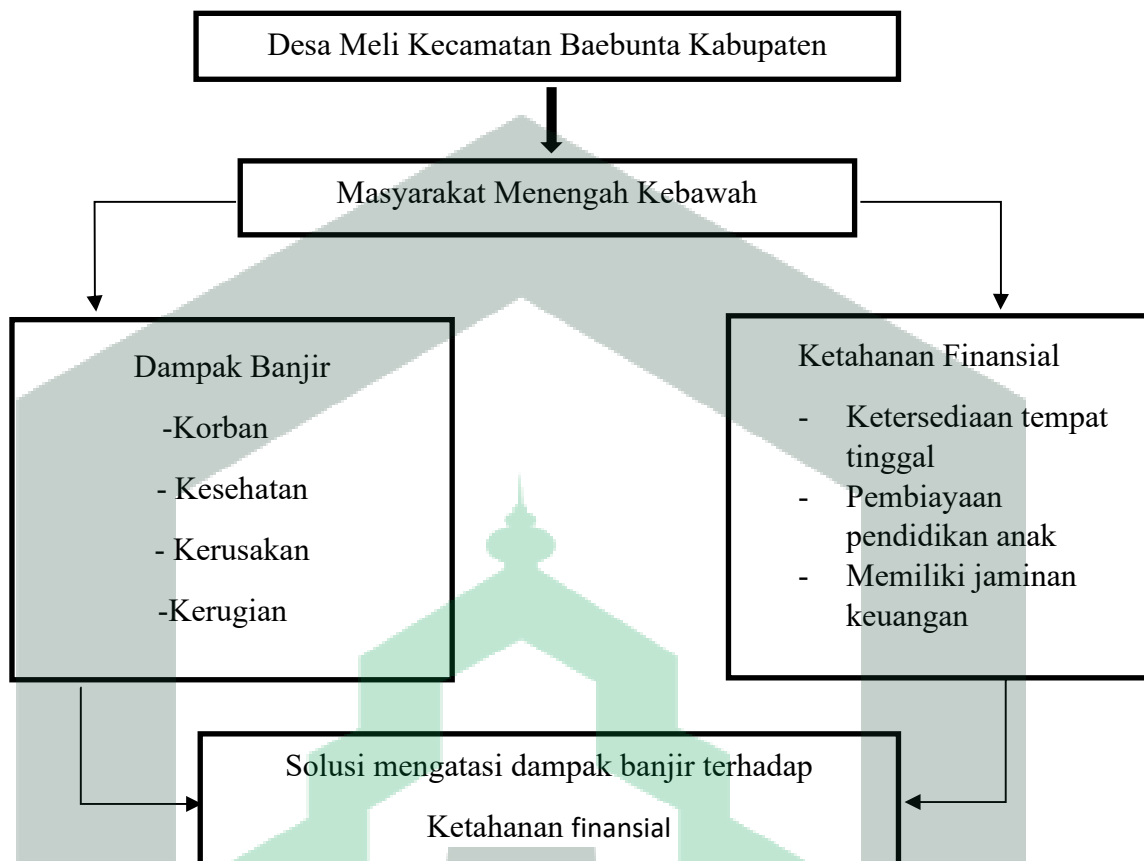 Desa Meli Kecamatan Baebunta Kabupaten
Masyarakat Menengah Kebawah
Dampak Banjir
-Korban
- Kesehatan
- Kerusakan
-Kerugian
Ketahanan Finansial
- Ketersediaan tempat
tinggal
- Pembiayaan
pendidikan anak
- Memiliki jaminan
keuangan
Solusi mengatasi dampak banjir terhadap
Ketahanan finansial